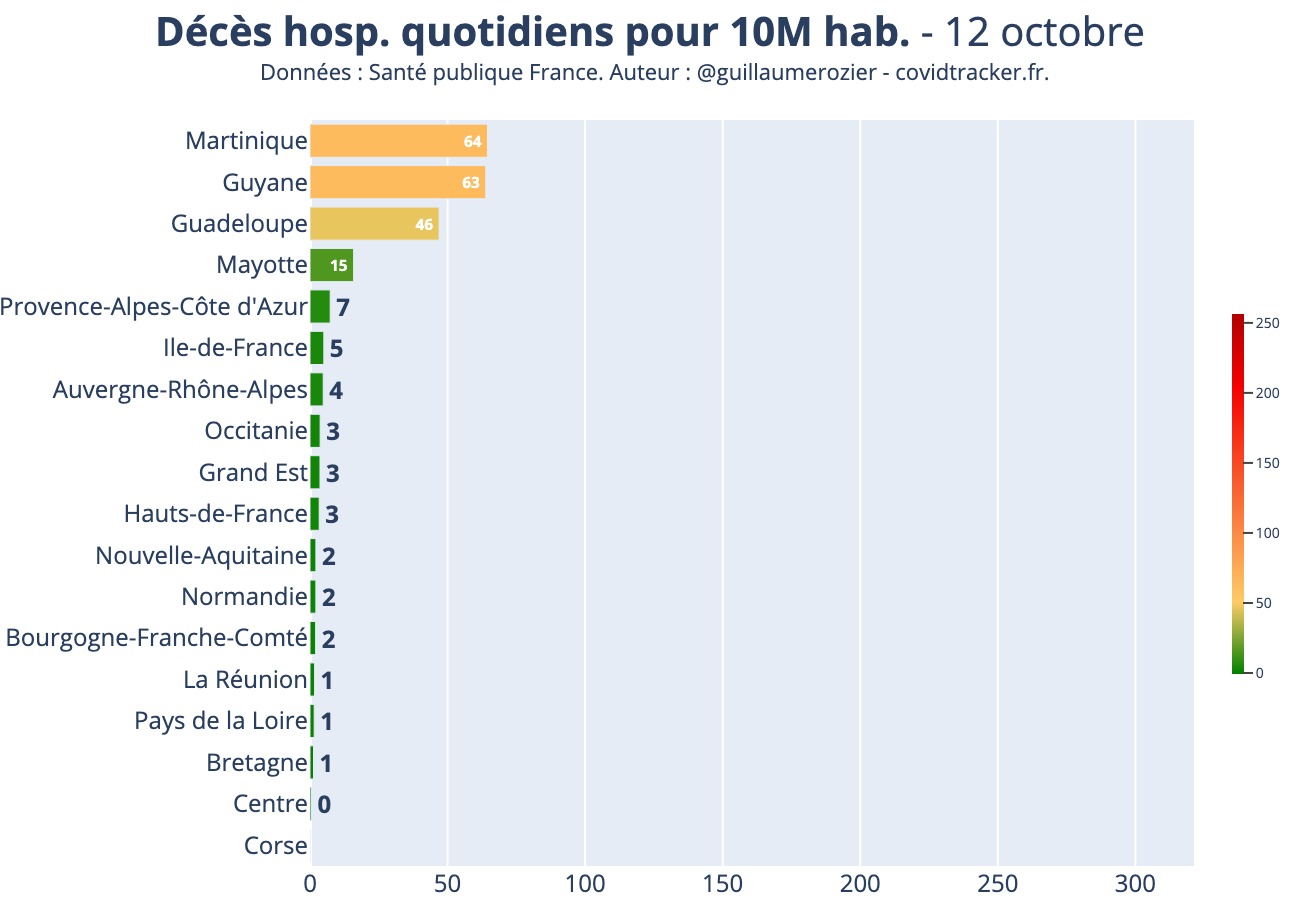 Décès hosp. quotidiens pour 10M hab. - 12 octobre
Données : Santé publique France. Auteur : @guillaumerozier - covidtracker.fr.
Martinique 64
Guyane 63
Guadeloupe 46
Mayotte 15
Provence-Alpes-Côte d'Azur 7
Ile-de-France 5
Auvergne-Rhône-Alpes 4
Occitanie 3
Grand Est 3
Hauts-de-France 3
Nouvelle-Aquitaine 2
Normandie 2
Bourgogne-Franche-Comté 2
La Réunion 1
Pays de la Loire 1
Bretagne 1
Centre 0
Corse
0 50 100 150 200 250 300
250
200
150
100
50
0